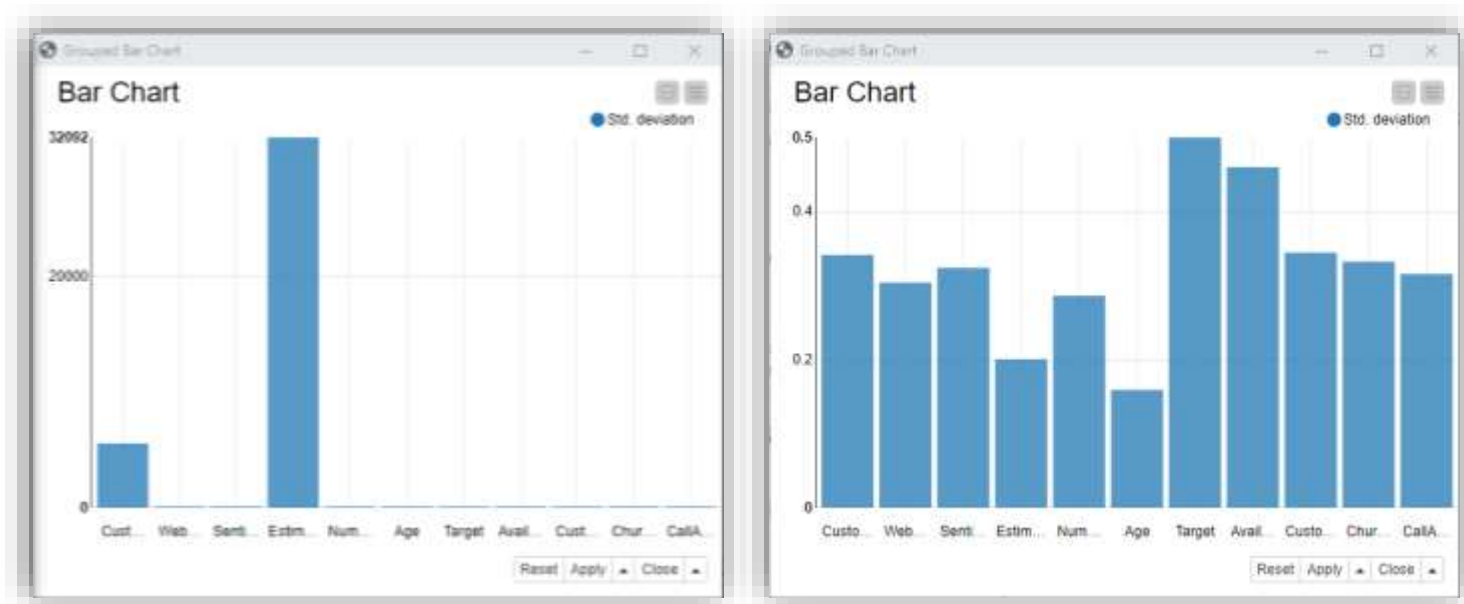 Grouped Bar Chart
Bar Chart
Std. deviation
32092
20000
0
Cust... Web... Senti... Estim... Num... Age Target Avail... Cust... Chur... CallA...
Reset Apply Close
Grouped Bar Chart
Bar Chart
Std. deviation
0.5
0.4
0.2
0
Custo... Web... Senti... Estim... Num... Age Target Avail... Custo... Chur... CallA...
Reset Apply Close